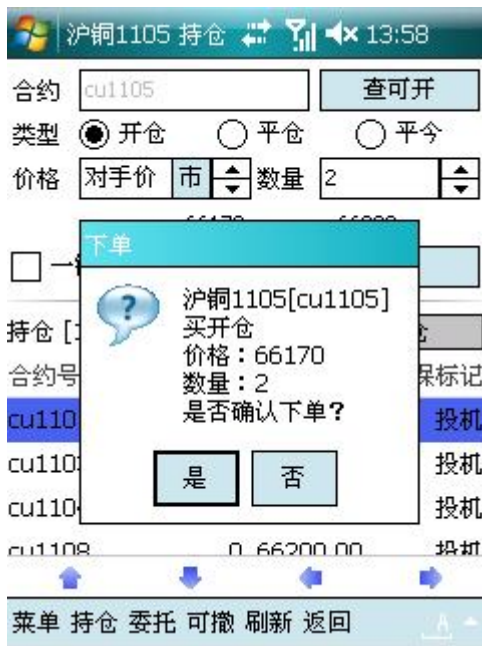 沪铜1105 持仓 13:58
合约 cu1105 查可开
类型 开仓 平仓 平今
价格 对手价 市 数量 2
下单
沪铜1105[cu1105]
买开仓
价格：66170
数量：2
是否确认下单?
是 否
持仓 [
合约号 保标记
cu110 投机
cu110 投机
cu110 投机
cu1108 0 66200.00 投机
菜单 持仓 委托 可撤 刷新 返回